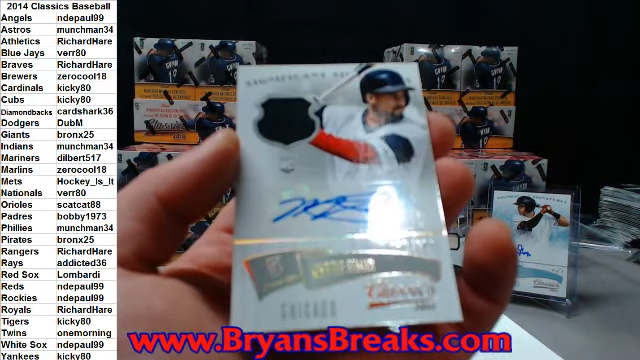 2014 Classics Baseball
Angels ndepaul99
Astros munchman34
Athletics RichardHare
Blue Jays verr80
Braves RichardHare
Brewers zerocool18
Cardinals kicky80
Cubs kicky80
Diamondbacks cardshark36
Dodgers DubM
Giants bronx25
Indians munchman34
Mariners dilbert517
Marlins zerocool18
Mets Hockey_Is_It
Nationals verr80
Orioles scatcat88
Padres bobby1973
Phillies munchman34
Pirates bronx25
Rangers RichardHare
Rays addicted36
Red Sox Lombardi
Reds ndepaul99
Rockies ndepaul99
Royals RichardHare
Tigers kicky80
Twins onemorning
White Sox ndepaul99
Yankees kicky80
SIGNIFICANT
RC
CHICAGO
Classics
www.BryansBreaks.com